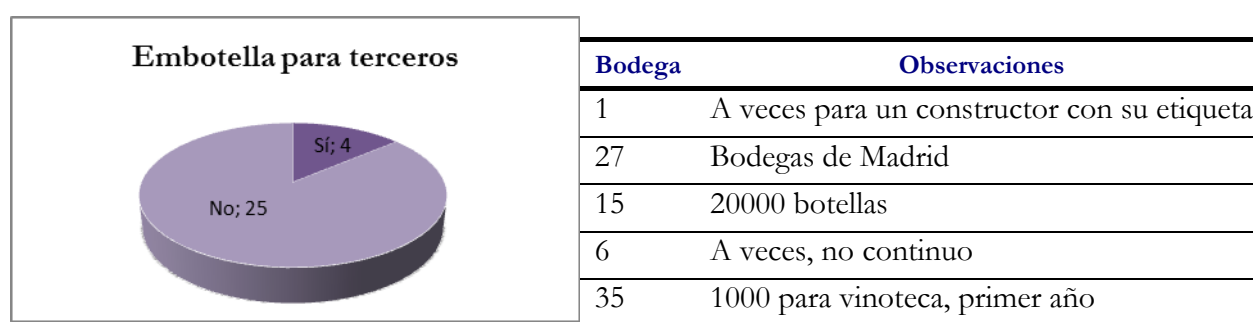 Embotella para terceros
Sí; 4
No; 25
Bodega Observaciones
1 A veces para un constructor con su etiqueta
27 Bodegas de Madrid
15 20000 botellas
6 A veces, no continuo
35 1000 para vinoteca, primer año